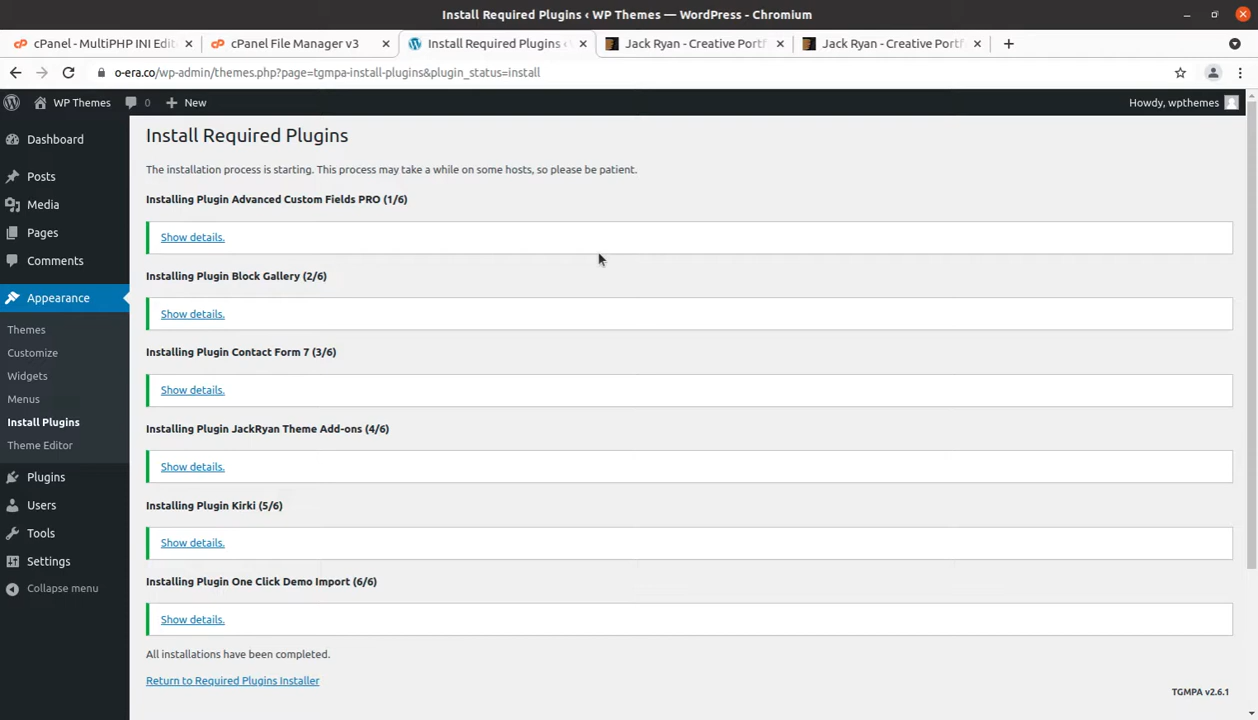 Install Required Plugins ‹ WP Themes — WordPress - Chromium
cPanel - MultiPHP INI Edit
cPanel File Manager v3
Install Required Plugins ‹ W
Jack Ryan - Creative Portf
Jack Ryan - Creative Portf
o-era.co/wp-admin/themes.php?page=tgmpa-install-plugins&plugin_status=install
WP Themes
0
New
Howdy, wpthemes
Dashboard
Posts
Media
Pages
Comments
Appearance
Themes
Customize
Widgets
Menus
Install Plugins
Theme Editor
Plugins
Users
Tools
Settings
Collapse menu
Install Required Plugins
The installation process is starting. This process may take a while on some hosts, so please be patient.
Installing Plugin Advanced Custom Fields PRO (1/6)
Show details.
Installing Plugin Block Gallery (2/6)
Show details.
Installing Plugin Contact Form 7 (3/6)
Show details.
Installing Plugin JackRyan Theme Add-ons (4/6)
Show details.
Installing Plugin Kirki (5/6)
Show details.
Installing Plugin One Click Demo Import (6/6)
Show details.
All installations have been completed.
Return to Required Plugins Installer
TGMPA v2.6.1